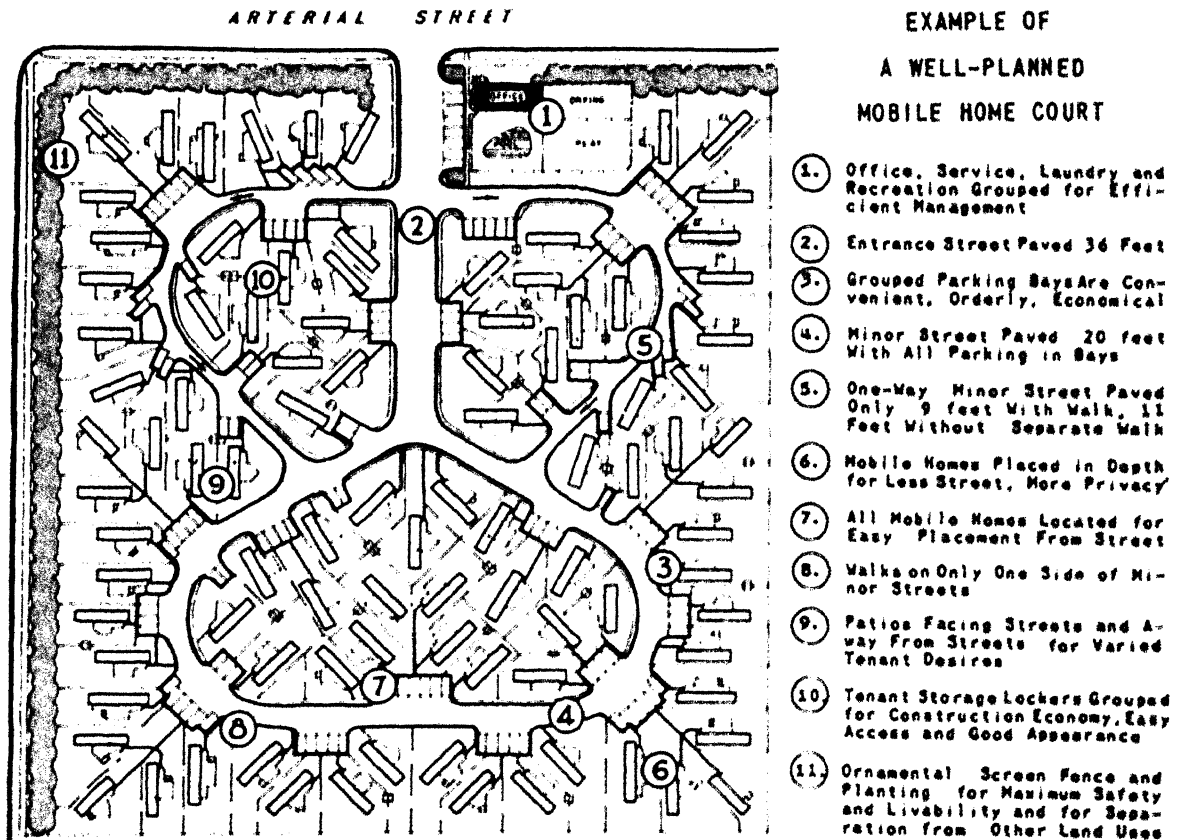 ARTERIAL STREET
EXAMPLE OF
A WELL-PLANNED
MOBILE HOME COURT
OFFICE
DRYING
PLAY
1
11
2
10
5
9
3
7
8
4
6
1. Office, Service, Laundry and
Recreation Grouped for Effi-
cient Management
2. Entrance Street Paved 36 Feet
3. Grouped Parking Bays Are Con-
venient, Orderly, Economical
4. Minor Street Paved 20 feet
With All Parking in Bays
5. One-Way Minor Street Paved
Only 9 feet With Walk, 11
Feet Without Separate Walk
6. Mobile Homes Placed in Depth
for Less Street, More Privacy
7. All Mobile Homes Located for
Easy Placement From Street
8. Walks on Only One Side of Mi-
nor Streets
9. Patios Facing Streets and A-
way From Streets for Varied
Tenant Desires
10. Tenant Storage Lockers Grouped
for Construction Economy, Easy
Access and Good Appearance
11. Ornamental Screen Fence and
Planting for Maximum Safety
and Livability and for Sepa-
ration from Other Land Uses